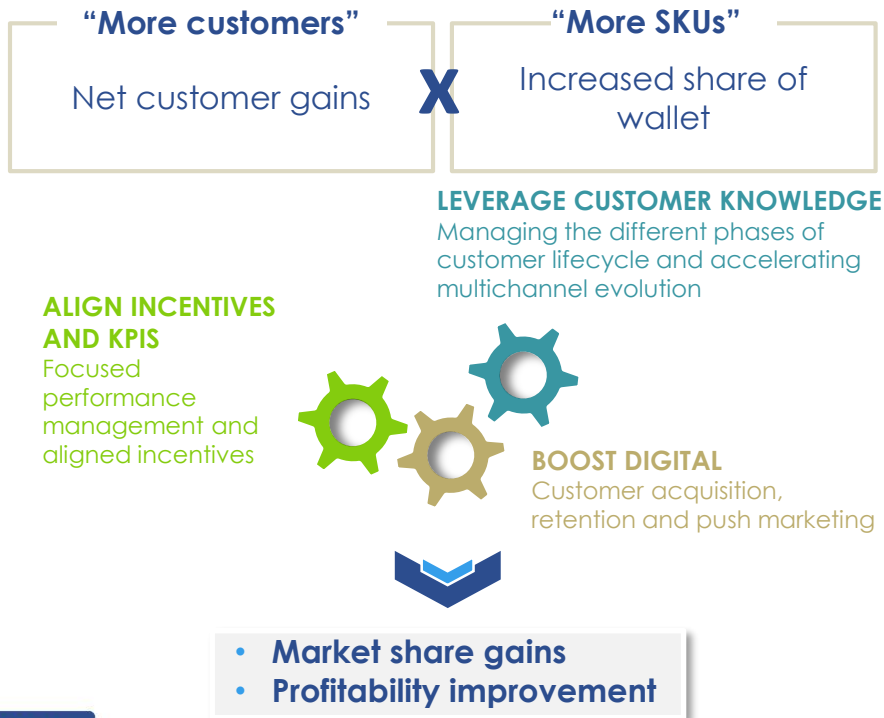 “More customers”
Net customer gains
X
“More SKUs”
Increased share of
wallet
LEVERAGE CUSTOMER KNOWLEDGE
Managing the different phases of
customer lifecycle and accelerating
multichannel evolution
ALIGN INCENTIVES
AND KPIS
Focused
performance
management and
aligned incentives
BOOST DIGITAL
Customer acquisition,
retention and push marketing
• Market share gains
• Profitability improvement